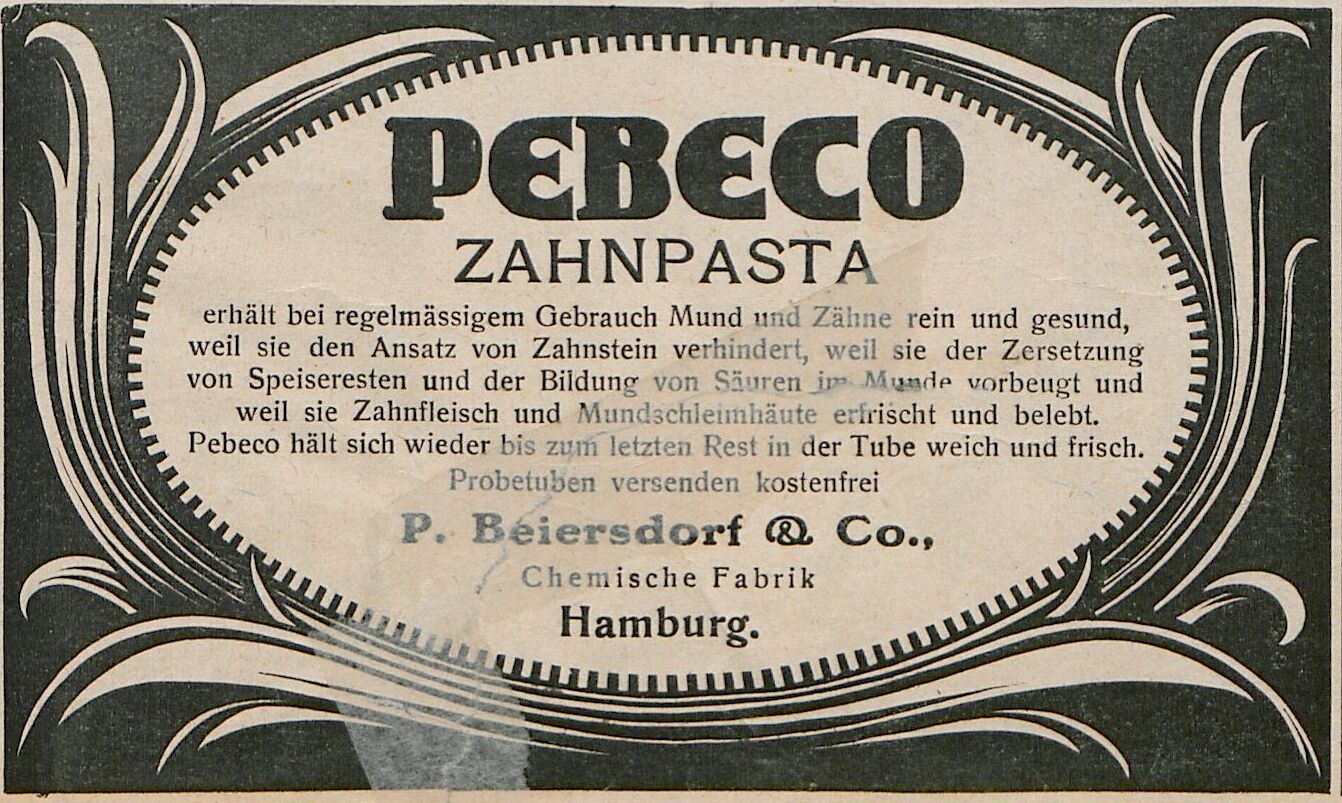 PEBECO
ZAHNPASTA
erhält bei regelmässigem Gebrauch Mund und Zähne rein und gesund,
weil sie den Ansatz von Zahnstein verhindert, weil sie der Zersetzung
von Speiseresten und der Bildung von Säuren im Munde vorbeugt und
weil sie Zahnfleisch und Mundschleimhäute erfrischt und belebt.
Pebeco hält sich wieder bis zum letzten Rest in der Tube weich und frisch.
Probetuben versenden kostenfrei
P. Beiersdorf & Co.,
Chemische Fabrik
Hamburg.